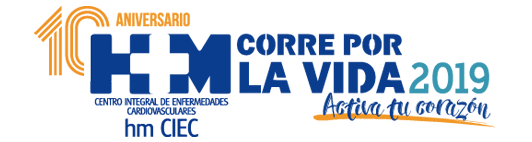 10 ANIVERSARIO
HM CORRE POR
LA VIDA 2019
Activa tu corazón
CENTRO INTEGRAL DE ENFERMEDADES
CARDIOVASCULARES
hm CIEC